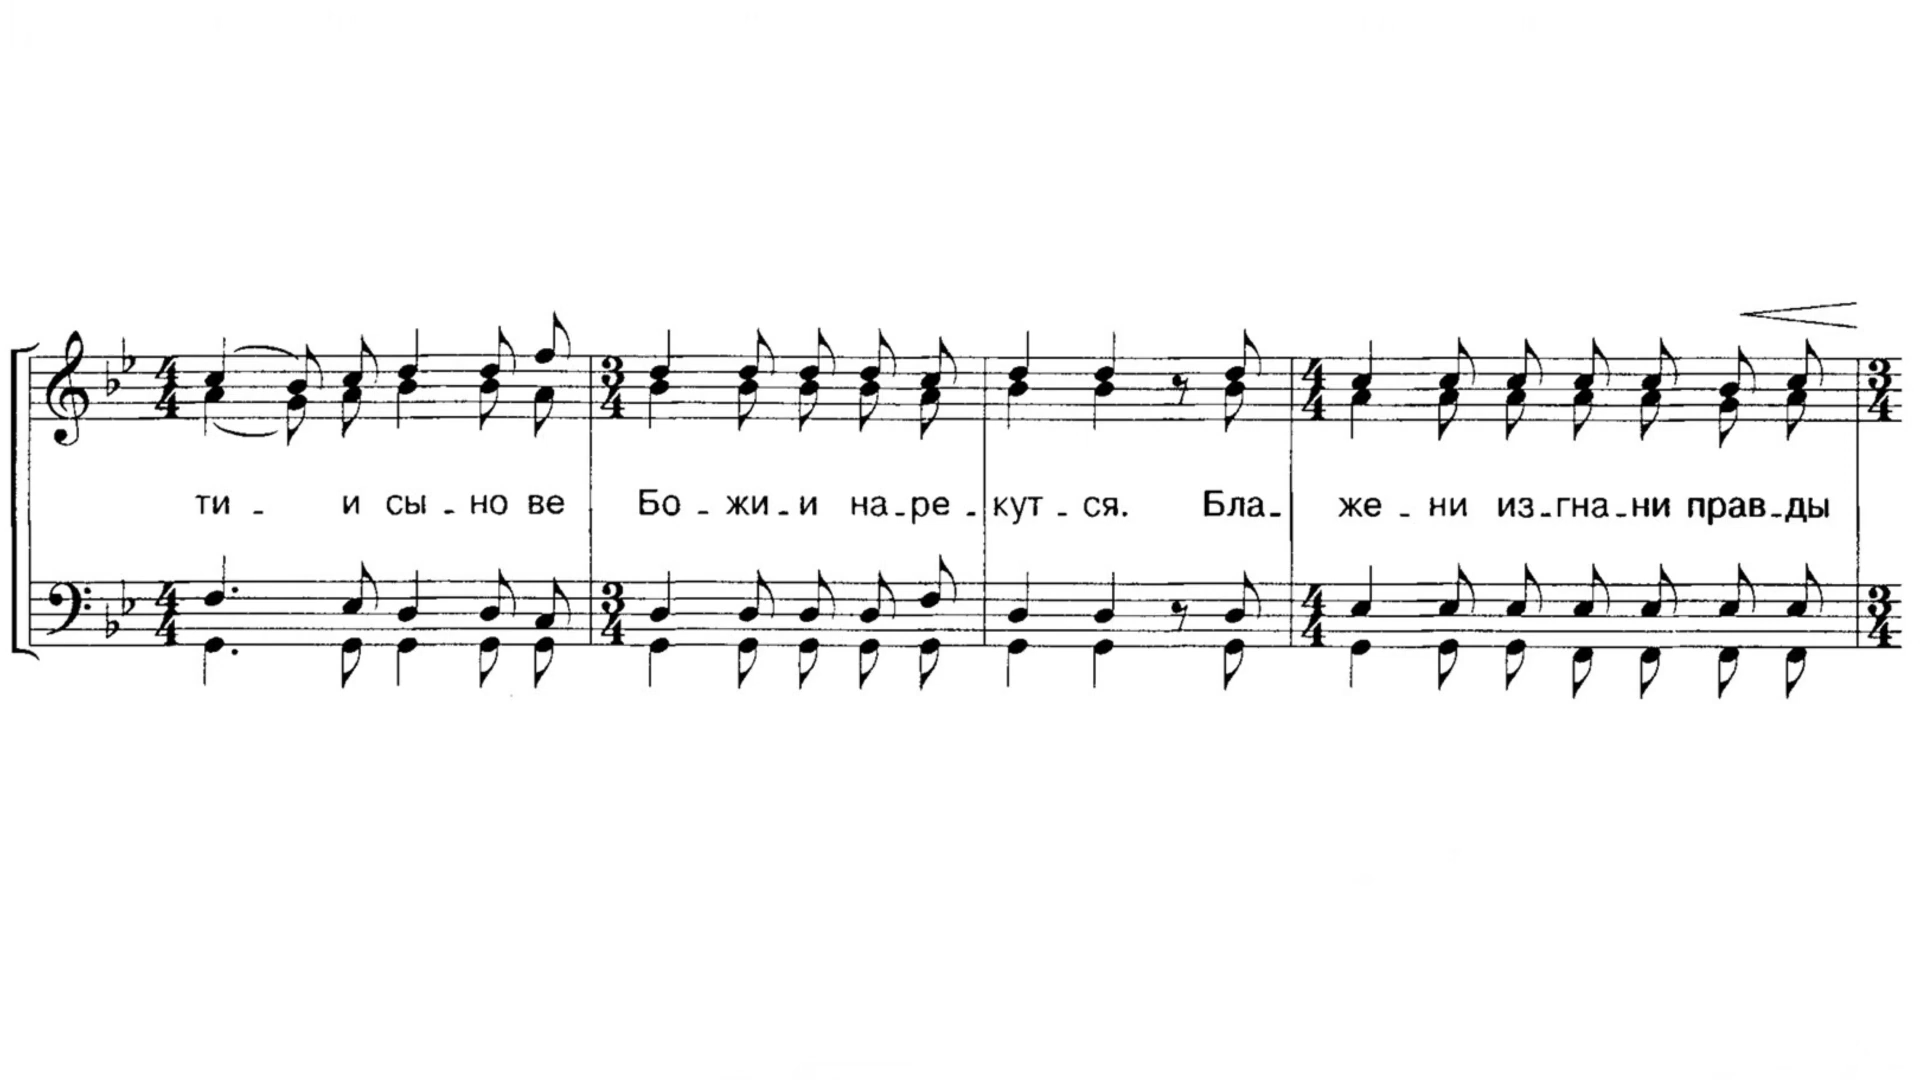 ти - и сы - но ве Бо - жи - и на - ре - кут - ся. Бла - же - ни из - гна - ни прав - ды